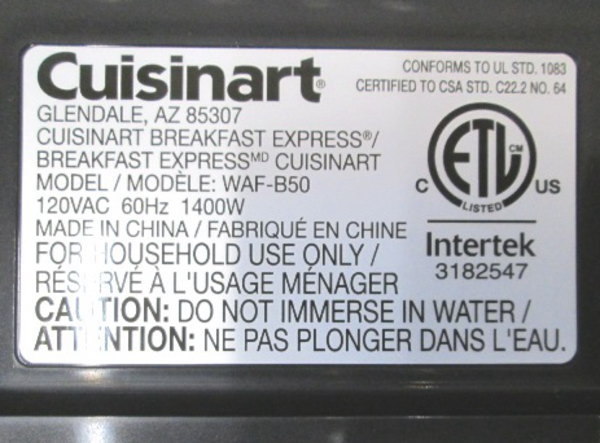 Cuisinart®
GLENDALE, AZ 85307
CUISINART BREAKFAST EXPRESS®/
BREAKFAST EXPRESSMD CUISINART
MODEL / MODÈLE: WAF-B50
120VAC 60Hz 1400W
MADE IN CHINA / FABRIQUÉ EN CHINE
FOR HOUSEHOLD USE ONLY /
RÉSERVÉ À L'USAGE MÉNAGER
CAUTION: DO NOT IMMERSE IN WATER /
ATTENTION: NE PAS PLONGER DANS L'EAU.
CONFORMS TO UL STD. 1083
CERTIFIED TO CSA STD. C22.2 NO. 64
ETL CM
LISTED
C US
Intertek
3182547